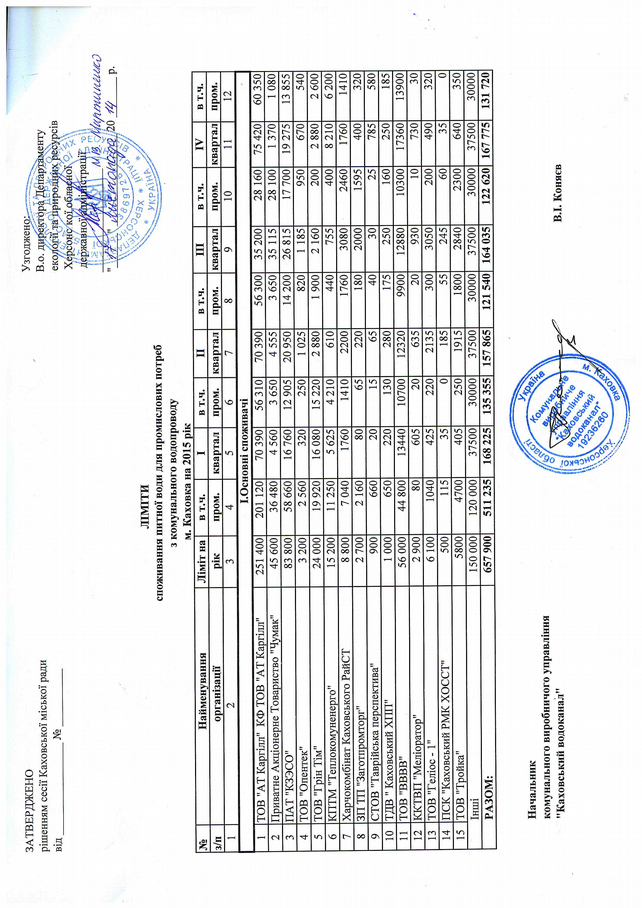 ЗАТВЕРДЖЕНО
рішенням сесії Каховської міської ради
від ______________ № ______________
Узгоджено:
В.о. директора Департаменту
екології та природних ресурсів
Херсонської обласної
державної адміністрації
20 14 р.
ЛІМІТИ
споживання питної води для промислових потреб
з комунального водопроводу
м. Каховка на 2015 рік
№ з/п | Найменування організації | Ліміт на рік | в т.ч. пром. | I квартал | в т.ч. пром. | II квартал | в т.ч. пром. | III квартал | в т.ч. пром. | IV квартал | в т.ч. пром.
1 | 2 | 3 | 4 | 5 | 6 | 7 | 8 | 9 | 10 | 11 | 12
I.Основні споживачі
1 | ТОВ "АТ Каргілл" КФ ТОВ "АТ Каргілл" | 251 400 | 201 120 | 70 390 | 56 310 | 70 390 | 56 300 | 35 200 | 28 160 | 75 420 | 60 350
2 | Приватне Акціонерне Товариство "Чумак" | 45 600 | 36 480 | 4 560 | 3 650 | 4 555 | 3 650 | 35 115 | 28 100 | 1 370 | 1 080
3 | ПАТ "КЗЭСО" | 83 800 | 58 660 | 16 760 | 12 905 | 20 950 | 14 200 | 26 815 | 17 700 | 19 275 | 13 855
4 | ТОВ "Опентек" | 3 200 | 2 560 | 320 | 250 | 1 025 | 820 | 1 185 | 950 | 670 | 540
5 | ТОВ "Грін Тім" | 24 000 | 19 920 | 16 080 | 15 220 | 2 880 | 1 900 | 2 160 | 200 | 2 880 | 2 600
6 | КПТМ "Теплокомуненерго" | 15 200 | 11 250 | 5 625 | 4 210 | 610 | 440 | 755 | 400 | 8 210 | 6 200
7 | Харчокомбінат Каховського РайСТ | 8 800 | 7 040 | 1760 | 1410 | 2200 | 1760 | 3080 | 2460 | 1760 | 1410
8 | ЗП ТП "Заготпромторг" | 2 700 | 2 160 | 80 | 65 | 220 | 180 | 2000 | 1595 | 400 | 320
9 | СТОВ "Таврійська перспектива" | 900 | 660 | 20 | 15 | 65 | 40 | 30 | 25 | 785 | 580
10 | ТДВ " Каховський ХПП" | 1 000 | 650 | 220 | 130 | 280 | 175 | 250 | 160 | 250 | 185
11 | ТОВ "ВВВВ" | 56 000 | 44 800 | 13440 | 10700 | 12320 | 9900 | 12880 | 10300 | 17360 | 13900
12 | ККТВП "Меліоратор" | 2 900 | 80 | 605 | 20 | 635 | 20 | 930 | 10 | 730 | 30
13 | ТОВ "Геліос - 1" | 6 100 | 1040 | 425 | 220 | 2135 | 300 | 3050 | 200 | 490 | 320
14 | ПСК "Каховський РМК ХОССТ" | 500 | 115 | 35 | 0 | 185 | 55 | 245 | 60 | 35 | 0
15 | ТОВ "Тройка" | 5800 | 4700 | 405 | 250 | 1915 | 1800 | 2840 | 2300 | 640 | 350
Інші | 150 000 | 120 000 | 37500 | 30000 | 37500 | 30000 | 37500 | 30000 | 37500 | 30000
РАЗОМ: | 657 900 | 511 235 | 168 225 | 135 355 | 157 865 | 121 540 | 164 035 | 122 620 | 167 775 | 131 720
Начальник
комунального виробничого управління
"Каховський водоканал"
В.І. Коняєв
Україна
м. Каховка
Херсонської області
Комунальне
виробниче
управління
"Каховський
водоканал"
19236260